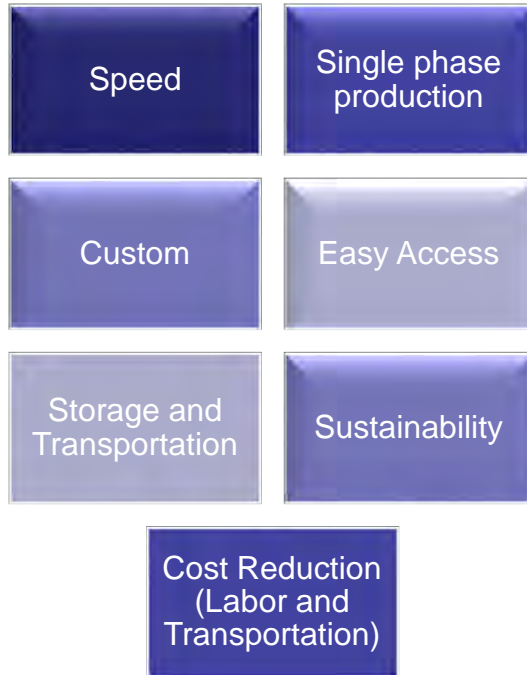 Speed
Single phase
production
Custom
Easy Access
Storage and
Transportation
Sustainability
Cost Reduction
(Labor and
Transportation)